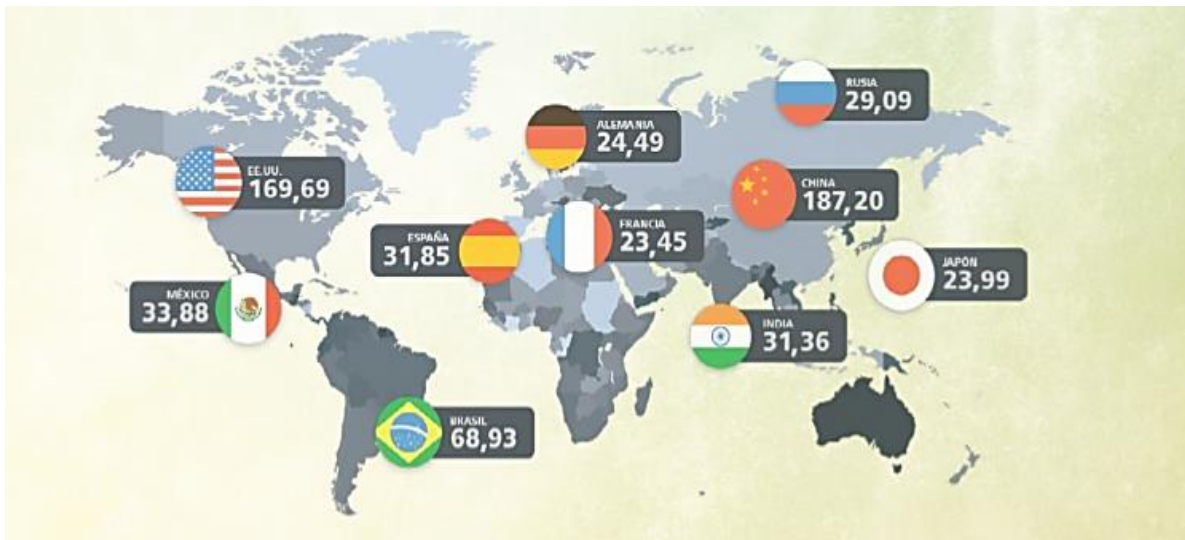 RUSIA
29,09
ALEMANIA
24,49
EE.UU.
169,69
CHINA
187,20
FRANCIA
23,45
ESPAÑA
31,85
JAPÓN
23,99
MÉXICO
33,88
INDIA
31,36
BRASIL
68,93